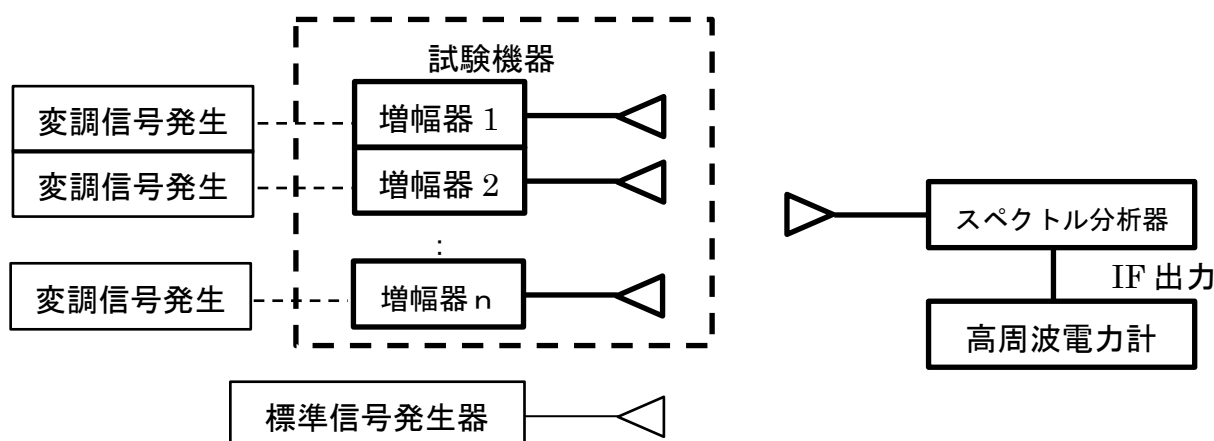 試験機器
変調信号発生
増幅器 1
変調信号発生
増幅器 2
:
変調信号発生
増幅器 n
標準信号発生器
スペクトル分析器
IF 出力
高周波電力計